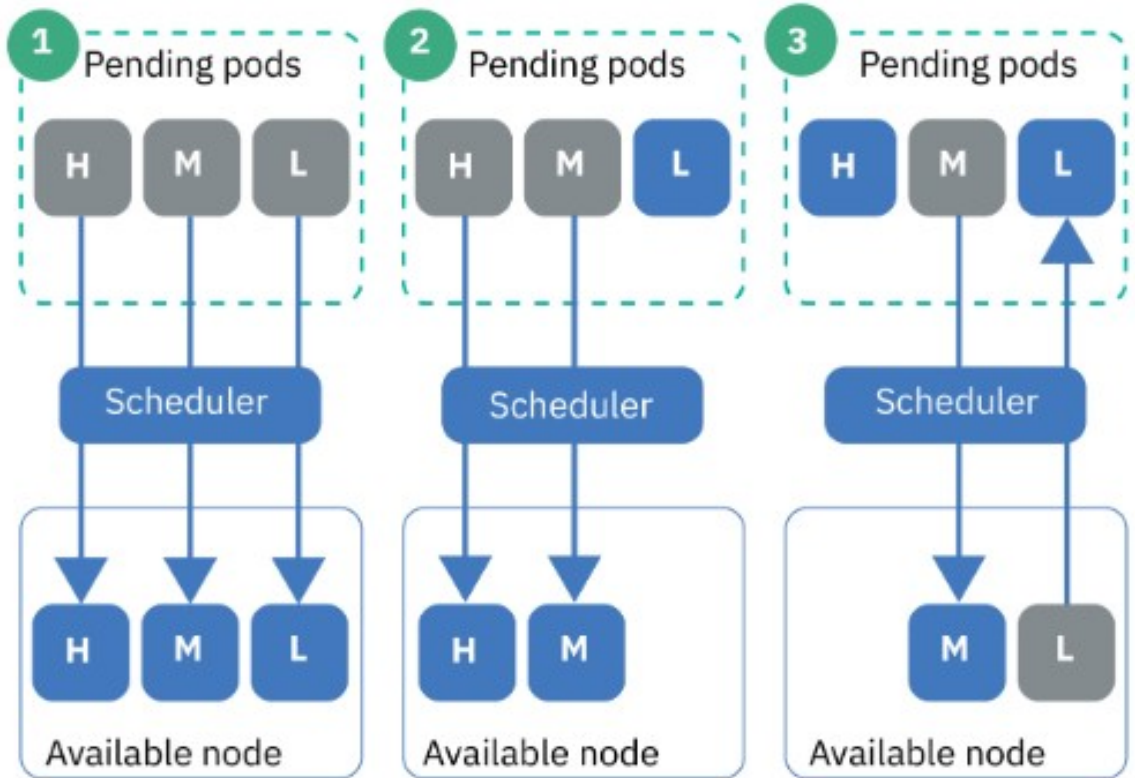 1
Pending pods
H M L
Scheduler
H M L
Available node
2
Pending pods
H M L
Scheduler
H M
Available node
3
Pending pods
H M L
Scheduler
M L
Available node